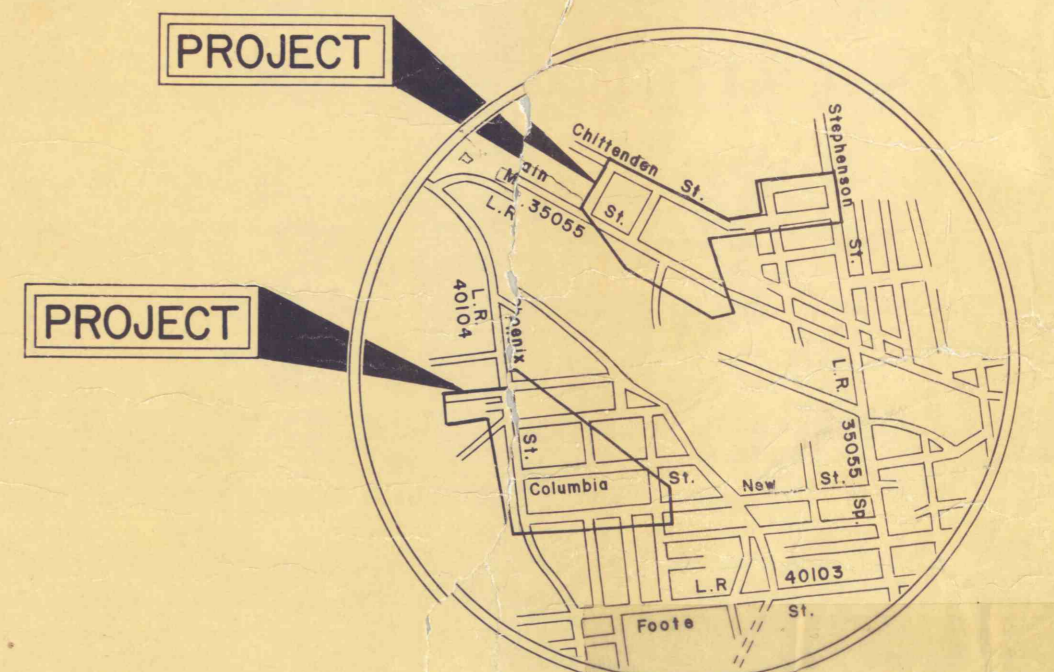 PROJECT
Chittenden St.
Stephenson St.
Main St.
L.R. 35055
PROJECT
L.R. 40104
Phoenix St.
L.R. 35055 Sp.
Columbia St.
New St.
L.R 40103
Foote St.